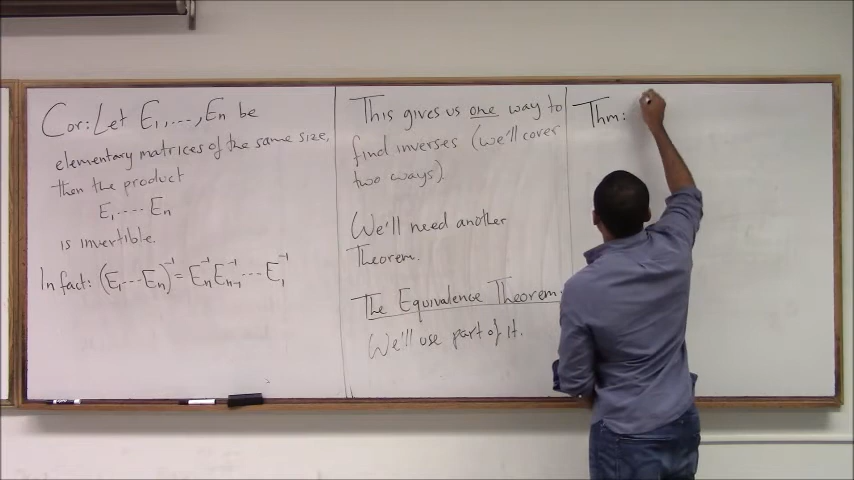 Cor: Let E₁, ..., Eₙ be
elementary matrices of the same size,
then the product
E₁ ···· Eₙ
is invertible.
In fact: (E₁ ··· Eₙ)⁻¹ = Eₙ⁻¹ Eₙ₋₁⁻¹ ··· E₁⁻¹
This gives us one way to
find inverses (we'll cover
two ways).
We'll need another
Theorem.
The Equivalence Theorem.
We'll use part of it.
Thm: